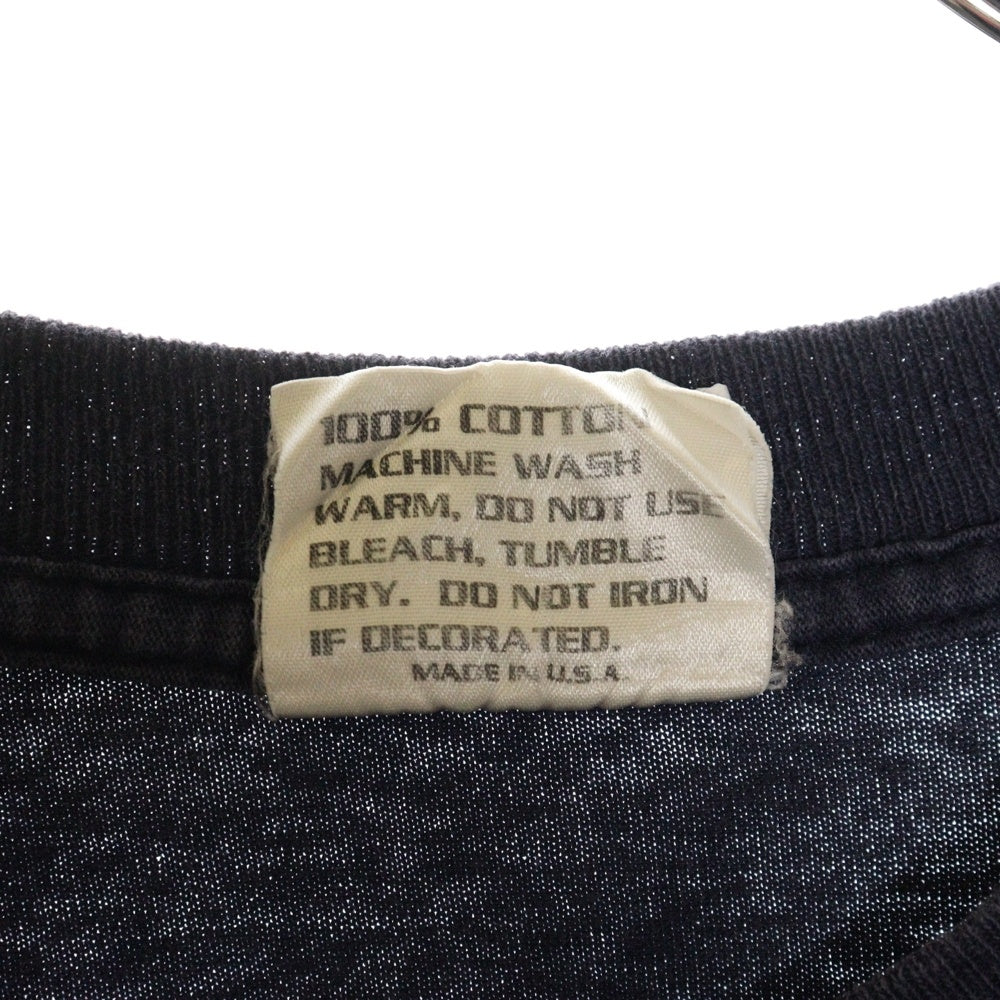 100% COTTON
MACHINE WASH
WARM, DO NOT USE
BLEACH, TUMBLE
DRY. DO NOT IRON
IF DECORATED.
MADE IN U.S.A.